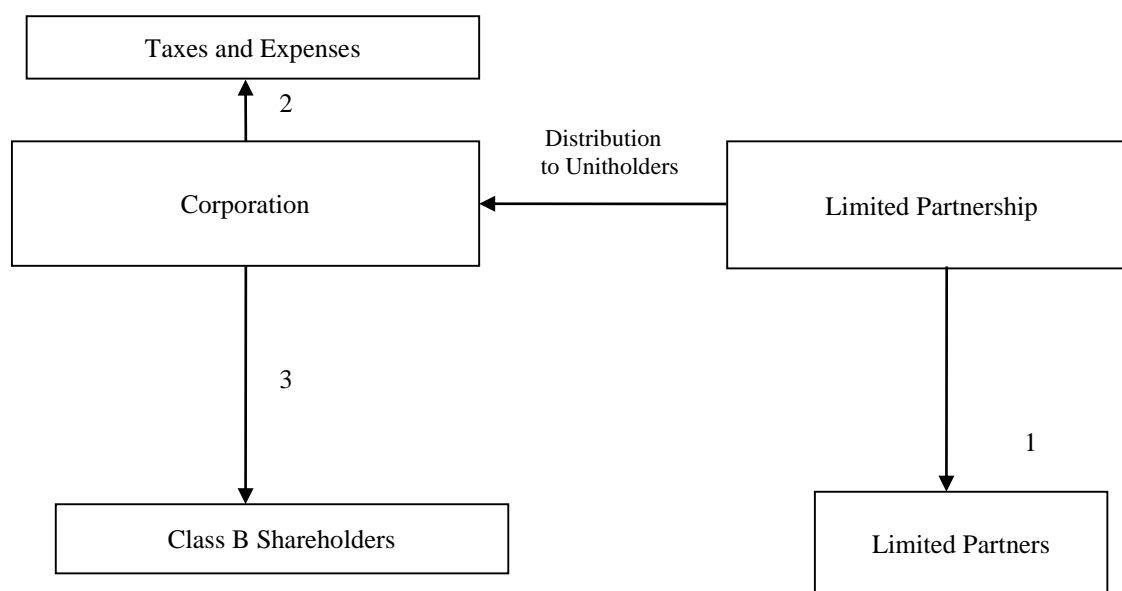 Taxes and Expenses
2
Distribution
to Unitholders
Corporation
Limited Partnership
3
1
Class B Shareholders
Limited Partners